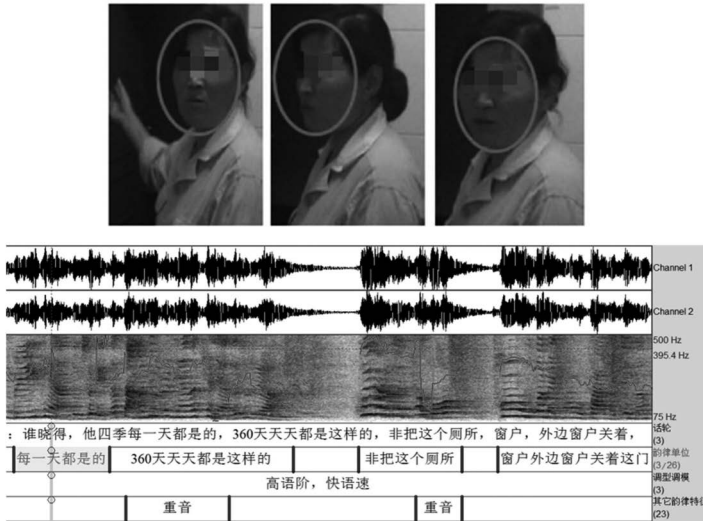 Channel 1
Channel 2
500 Hz
395.4 Hz
75 Hz
：谁晓得，他四季每一天都是的，360天天天都是这样的，非把这个厕所，窗户，外边窗户关着， 话轮
(3)
每一天都是的 360天天天都是这样的 非把这个厕所 窗户外边窗户关着这门 韵律单位
(3/26)
高语阶，快语速 调型调模
(3)
重音 重音 其它韵律特征
(23)